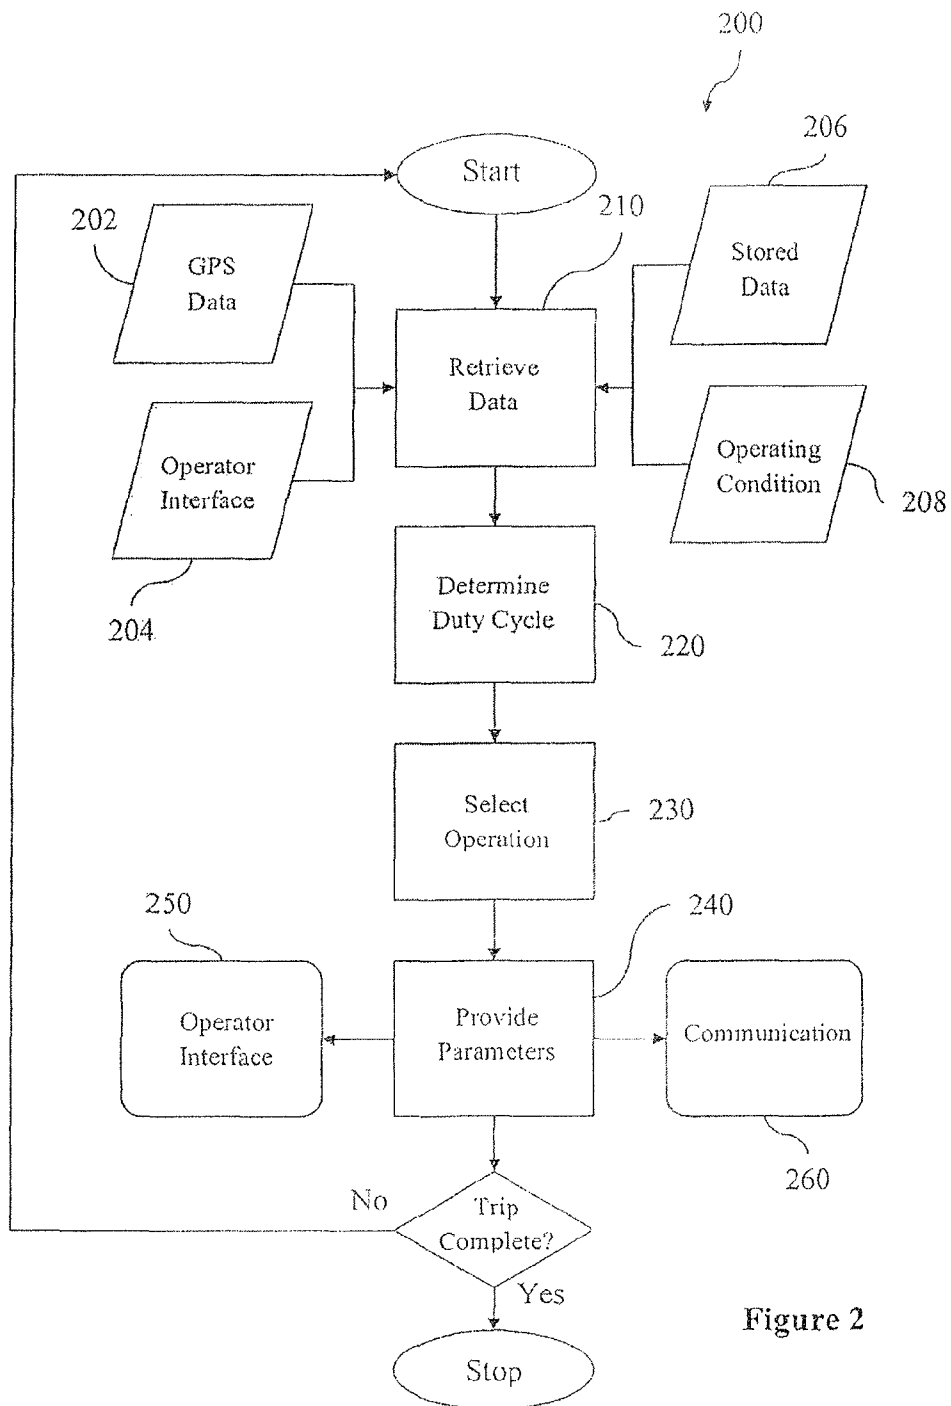 200
206
Start
210
202
GPS
Data
Stored
Data
Retrieve
Data
Operator
Interface
Operating
Condition
208
204
Determine
Duty Cycle
220
Select
Operation
230
250
240
Operator
Interface
Provide
Parameters
Communication
260
No
Trip
Complete?
Yes
Figure 2
Stop